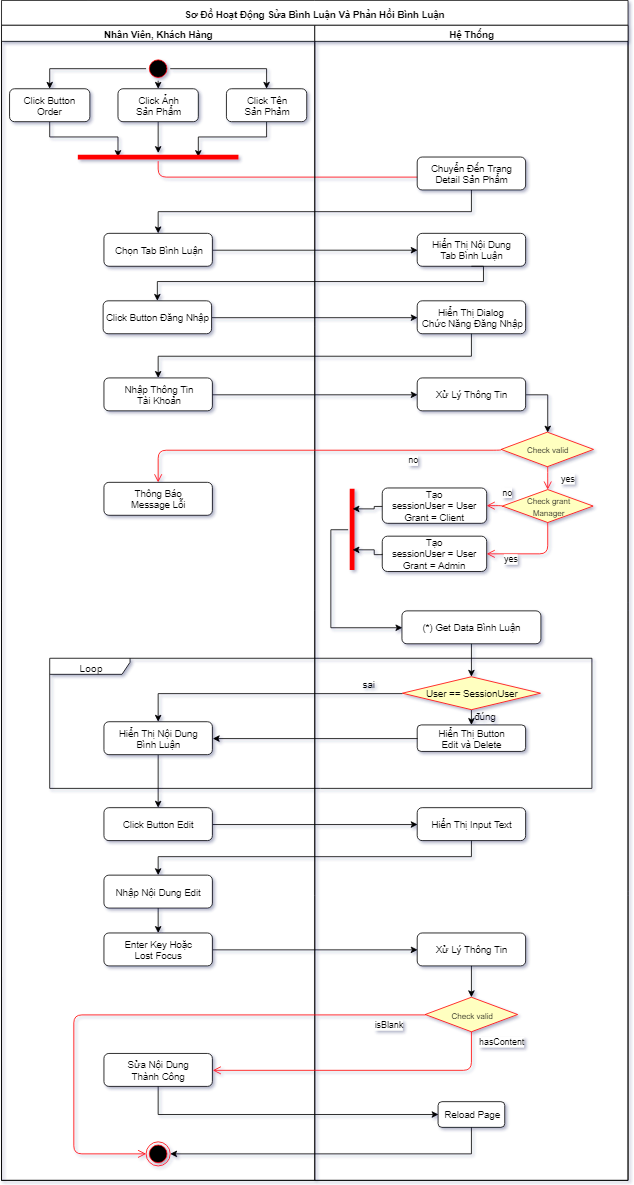 Sơ Đồ Hoạt Động Sửa Bình Luận Và Phản Hồi Bình Luận
Nhân Viên, Khách Hàng
Hệ Thống
Click Button
Order
Click Ảnh
Sản Phẩm
Click Tên
Sản Phẩm
Chuyển Đến Trang
Detail Sản Phẩm
Chọn Tab Bình Luận
Hiển Thị Nội Dung
Tab Bình Luận
Click Button Đăng Nhập
Hiển Thị Dialog
Chức Năng Đăng Nhập
Nhập Thông Tin
Tài Khoản
Xử Lý Thông Tin
Check valid
no
yes
Thông Báo
Message Lỗi
Tạo
sessionUser = User
Grant = Client
no
Check grant
Manager
Tạo
sessionUser = User
Grant = Admin
yes
(*) Get Data Bình Luận
Loop
sai
User == SessionUser
đúng
Hiển Thị Nội Dung
Bình Luận
Hiển Thị Button
Edit và Delete
Click Button Edit
Hiển Thị Input Text
Nhập Nội Dung Edit
Enter Key Hoặc
Lost Focus
Xử Lý Thông Tin
Check valid
isBlank
hasContent
Sửa Nội Dung
Thành Công
Reload Page